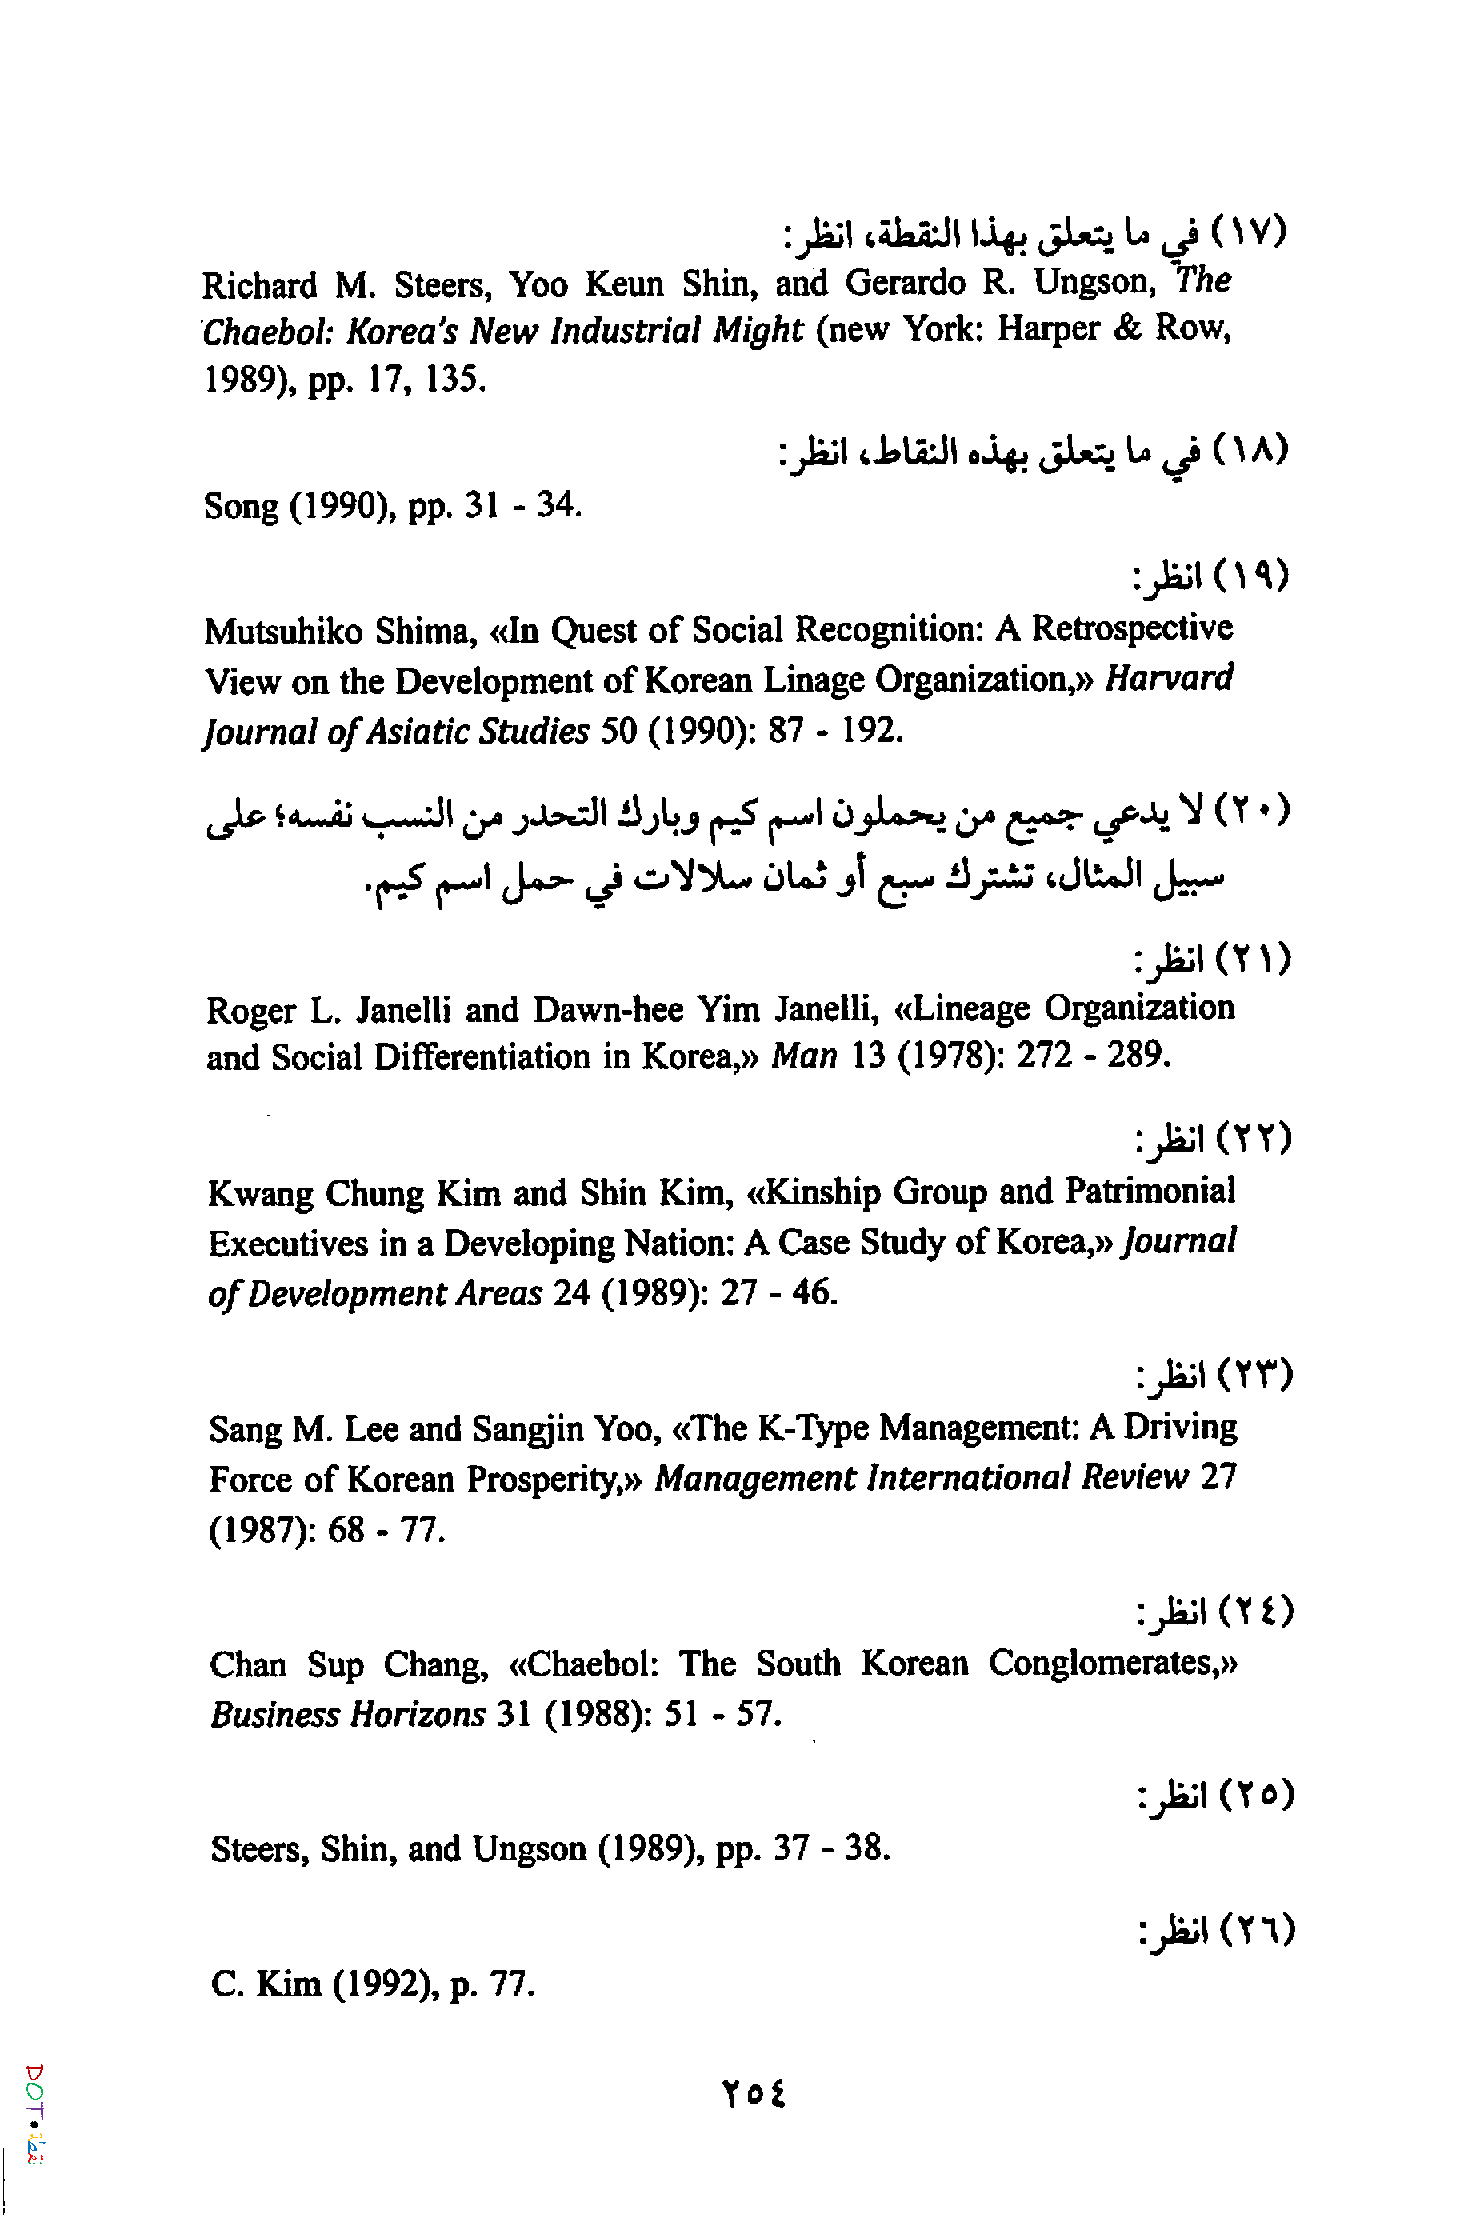 (١٧) في ما يتعلق بهذا النقطة، انظر:
Richard M. Steers, Yoo Keun Shin, and Gerardo R. Ungson, The
Chaebol: Korea's New Industrial Might (new York: Harper & Row,
1989), pp. 17, 135.
(١٨) في ما يتعلق بهذه النقاط، انظر:
Song (1990), pp. 31 - 34.
(١٩) انظر:
Mutsuhiko Shima, «In Quest of Social Recognition: A Retrospective
View on the Development of Korean Linage Organization,» Harvard
Journal of Asiatic Studies 50 (1990): 87 - 192.
(٢٠) لا يدعي جميع من يحملون اسم كيم وبارك التحدر من النسب نفسه؛ على
سبيل المثال، تشترك سبع أو ثمان سلالات في حمل اسم كيم.
(٢١) انظر:
Roger L. Janelli and Dawn-hee Yim Janelli, «Lineage Organization
and Social Differentiation in Korea,» Man 13 (1978): 272 - 289.
(٢٢) انظر:
Kwang Chung Kim and Shin Kim, «Kinship Group and Patrimonial
Executives in a Developing Nation: A Case Study of Korea,» Journal
of Development Areas 24 (1989): 27 - 46.
(٢٣) انظر:
Sang M. Lee and Sangjin Yoo, «The K-Type Management: A Driving
Force of Korean Prosperity,» Management International Review 27
(1987): 68 - 77.
(٢٤) انظر:
Chan Sup Chang, «Chaebol: The South Korean Conglomerates,»
Business Horizons 31 (1988): 51 - 57.
(٢٥) انظر:
Steers, Shin, and Ungson (1989), pp. 37 - 38.
(٢٦) انظر:
C. Kim (1992), p. 77.
٢٥٤
DOT